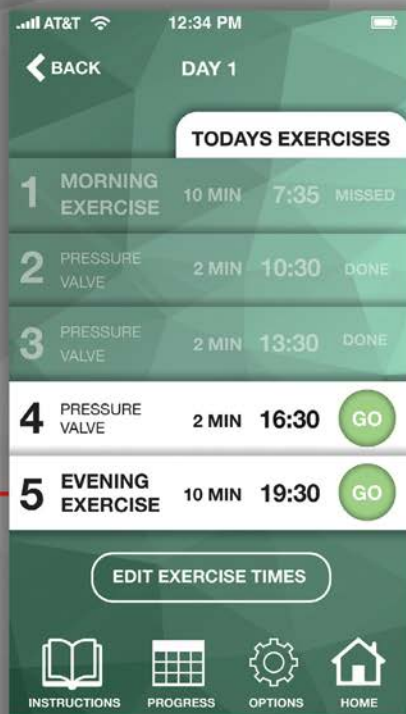 AT&T 12:34 PM
BACK DAY 1
TODAYS EXERCISES
1 MORNING EXERCISE 10 MIN 7:35 MISSED
2 PRESSURE VALVE 2 MIN 10:30 DONE
3 PRESSURE VALVE 2 MIN 13:30 DONE
4 PRESSURE VALVE 2 MIN 16:30 GO
5 EVENING EXERCISE 10 MIN 19:30 GO
EDIT EXERCISE TIMES
INSTRUCTIONS PROGRESS OPTIONS HOME